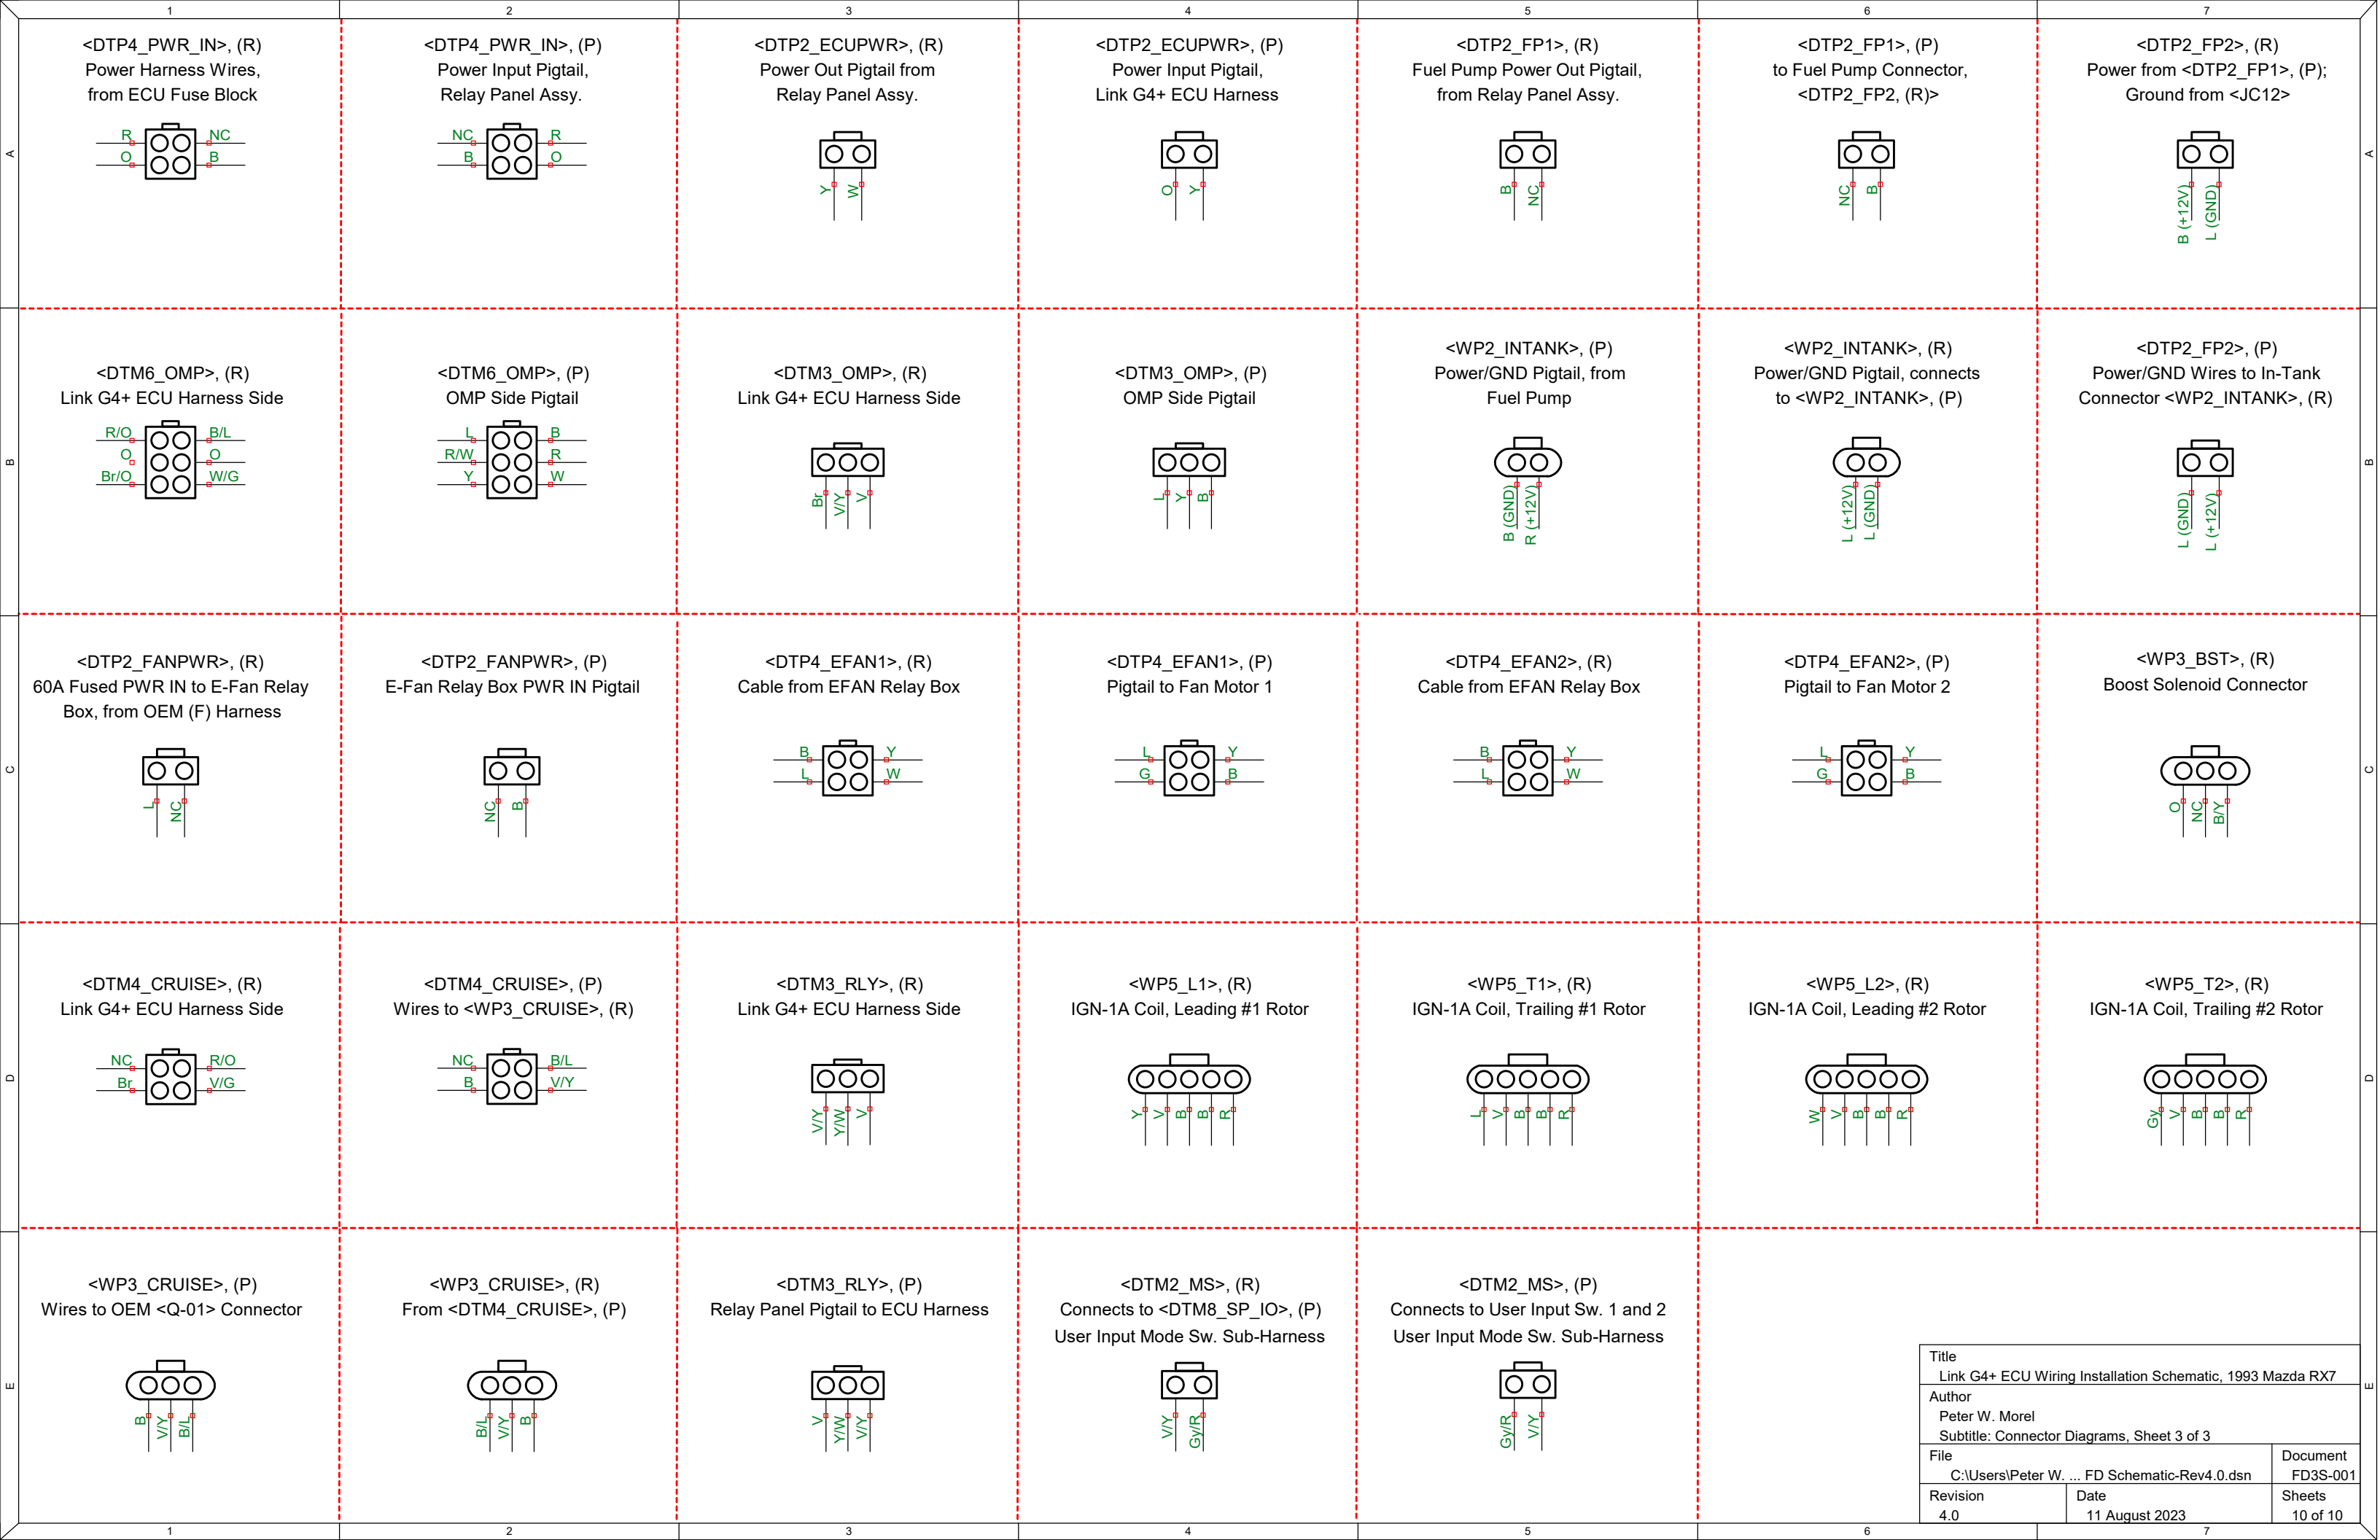 1 2 3 4 5 6 7
A
<DTP4_PWR_IN>, (R)
Power Harness Wires,
from ECU Fuse Block
R NC
O B
<DTP4_PWR_IN>, (P)
Power Input Pigtail,
Relay Panel Assy.
NC R
B O
<DTP2_ECUPWR>, (R)
Power Out Pigtail from
Relay Panel Assy.
Y W
<DTP2_ECUPWR>, (P)
Power Input Pigtail,
Link G4+ ECU Harness
O Y
<DTP2_FP1>, (R)
Fuel Pump Power Out Pigtail,
from Relay Panel Assy.
B NC
<DTP2_FP1>, (P)
to Fuel Pump Connector,
<DTP2_FP2, (R)>
NC B
<DTP2_FP2>, (R)
Power from <DTP2_FP1>, (P);
Ground from <JC12>
B (+12V) L (GND)
A
B
<DTM6_OMP>, (R)
Link G4+ ECU Harness Side
R/O B/L
O O
Br/O W/G
<DTM6_OMP>, (P)
OMP Side Pigtail
L B
R/W R
Y W
<DTM3_OMP>, (R)
Link G4+ ECU Harness Side
Br V/Y V
<DTM3_OMP>, (P)
OMP Side Pigtail
L Y B
<WP2_INTANK>, (P)
Power/GND Pigtail, from
Fuel Pump
B (GND) R (+12V)
<WP2_INTANK>, (R)
Power/GND Pigtail, connects
to <WP2_INTANK>, (P)
L (+12V) L (GND)
<DTP2_FP2>, (P)
Power/GND Wires to In-Tank
Connector <WP2_INTANK>, (R)
L (GND) L (+12V)
B
C
<DTP2_FANPWR>, (R)
60A Fused PWR IN to E-Fan Relay
Box, from OEM (F) Harness
L NC
<DTP2_FANPWR>, (P)
E-Fan Relay Box PWR IN Pigtail
NC B
<DTP4_EFAN1>, (R)
Cable from EFAN Relay Box
B Y
L W
<DTP4_EFAN1>, (P)
Pigtail to Fan Motor 1
L Y
G B
<DTP4_EFAN2>, (R)
Cable from EFAN Relay Box
B Y
L W
<DTP4_EFAN2>, (P)
Pigtail to Fan Motor 2
L Y
G B
<WP3_BST>, (R)
Boost Solenoid Connector
O NC B/Y
C
D
<DTM4_CRUISE>, (R)
Link G4+ ECU Harness Side
NC R/O
Br V/G
<DTM4_CRUISE>, (P)
Wires to <WP3_CRUISE>, (R)
NC B/L
B V/Y
<DTM3_RLY>, (R)
Link G4+ ECU Harness Side
V/Y Y/W V
<WP5_L1>, (R)
IGN-1A Coil, Leading #1 Rotor
Y V B B R
<WP5_T1>, (R)
IGN-1A Coil, Trailing #1 Rotor
L V B B R
<WP5_L2>, (R)
IGN-1A Coil, Leading #2 Rotor
W V B B R
<WP5_T2>, (R)
IGN-1A Coil, Trailing #2 Rotor
Gy V B B R
D
E
<WP3_CRUISE>, (P)
Wires to OEM <Q-01> Connector
B V/Y B/L
<WP3_CRUISE>, (R)
From <DTM4_CRUISE>, (P)
B/L V/Y B
<DTM3_RLY>, (P)
Relay Panel Pigtail to ECU Harness
V Y/W V/Y
<DTM2_MS>, (R)
Connects to <DTM8_SP_IO>, (P)
User Input Mode Sw. Sub-Harness
V/Y Gy/R
<DTM2_MS>, (P)
Connects to User Input Sw. 1 and 2
User Input Mode Sw. Sub-Harness
Gy/R V/Y
E
Title
Link G4+ ECU Wiring Installation Schematic, 1993 Mazda RX7
Author
Peter W. Morel
Subtitle: Connector Diagrams, Sheet 3 of 3
File Document
C:\Users\Peter W. ... FD Schematic-Rev4.0.dsn FD3S-001
Revision Date Sheets
4.0 11 August 2023 10 of 10
1 2 3 4 5 6 7